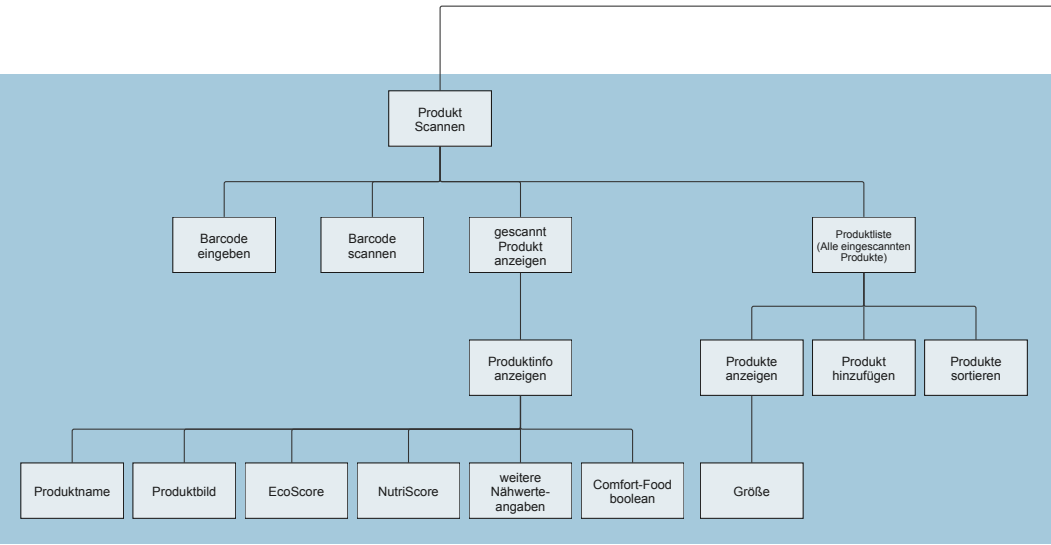 Produkt
Scannen
Barcode
eingeben
Barcode
scannen
gescannt
Produkt
anzeigen
Produktliste
(Alle eingescannten
Produkte)
Produktinfo
anzeigen
Produkte
anzeigen
Produkt
hinzufügen
Produkte
sortieren
Produktname
Produktbild
EcoScore
NutriScore
weitere
Nähwerte-
angaben
Comfort-Food
boolean
Größe